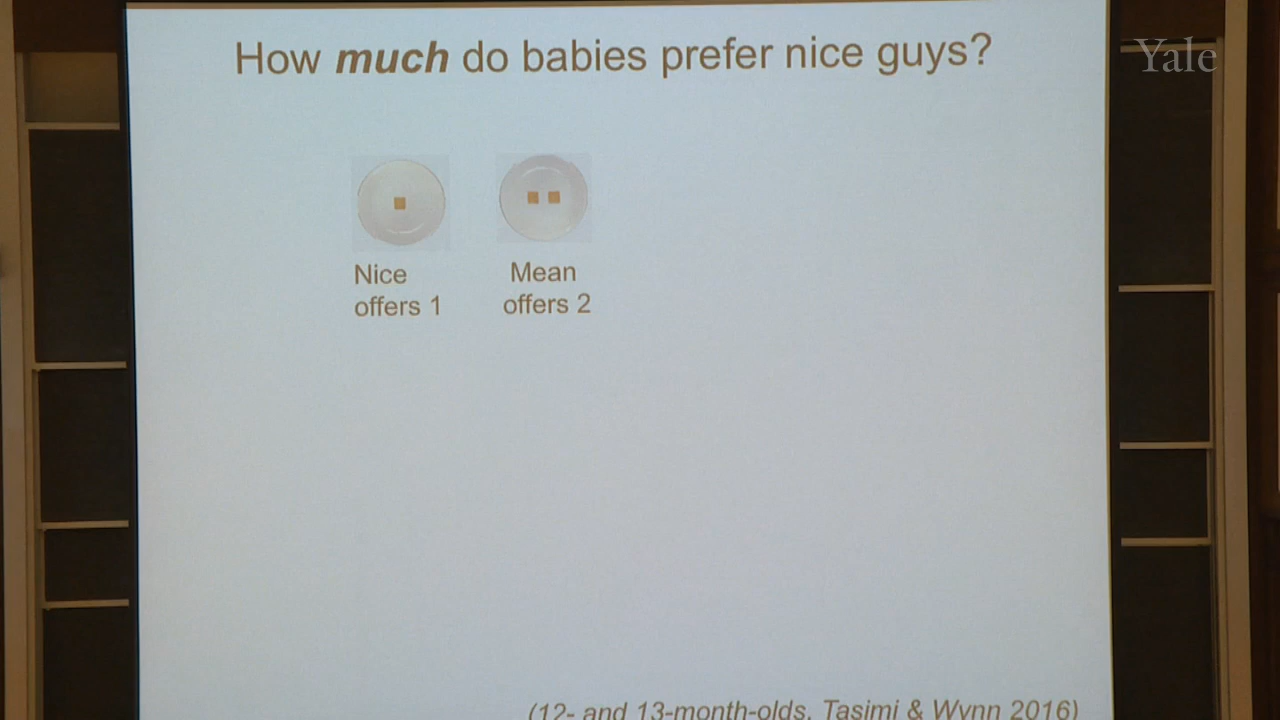 How much do babies prefer nice guys?
Yale
Nice
offers 1
Mean
offers 2
(12- and 13-month-olds, Tasimi & Wynn 2016)